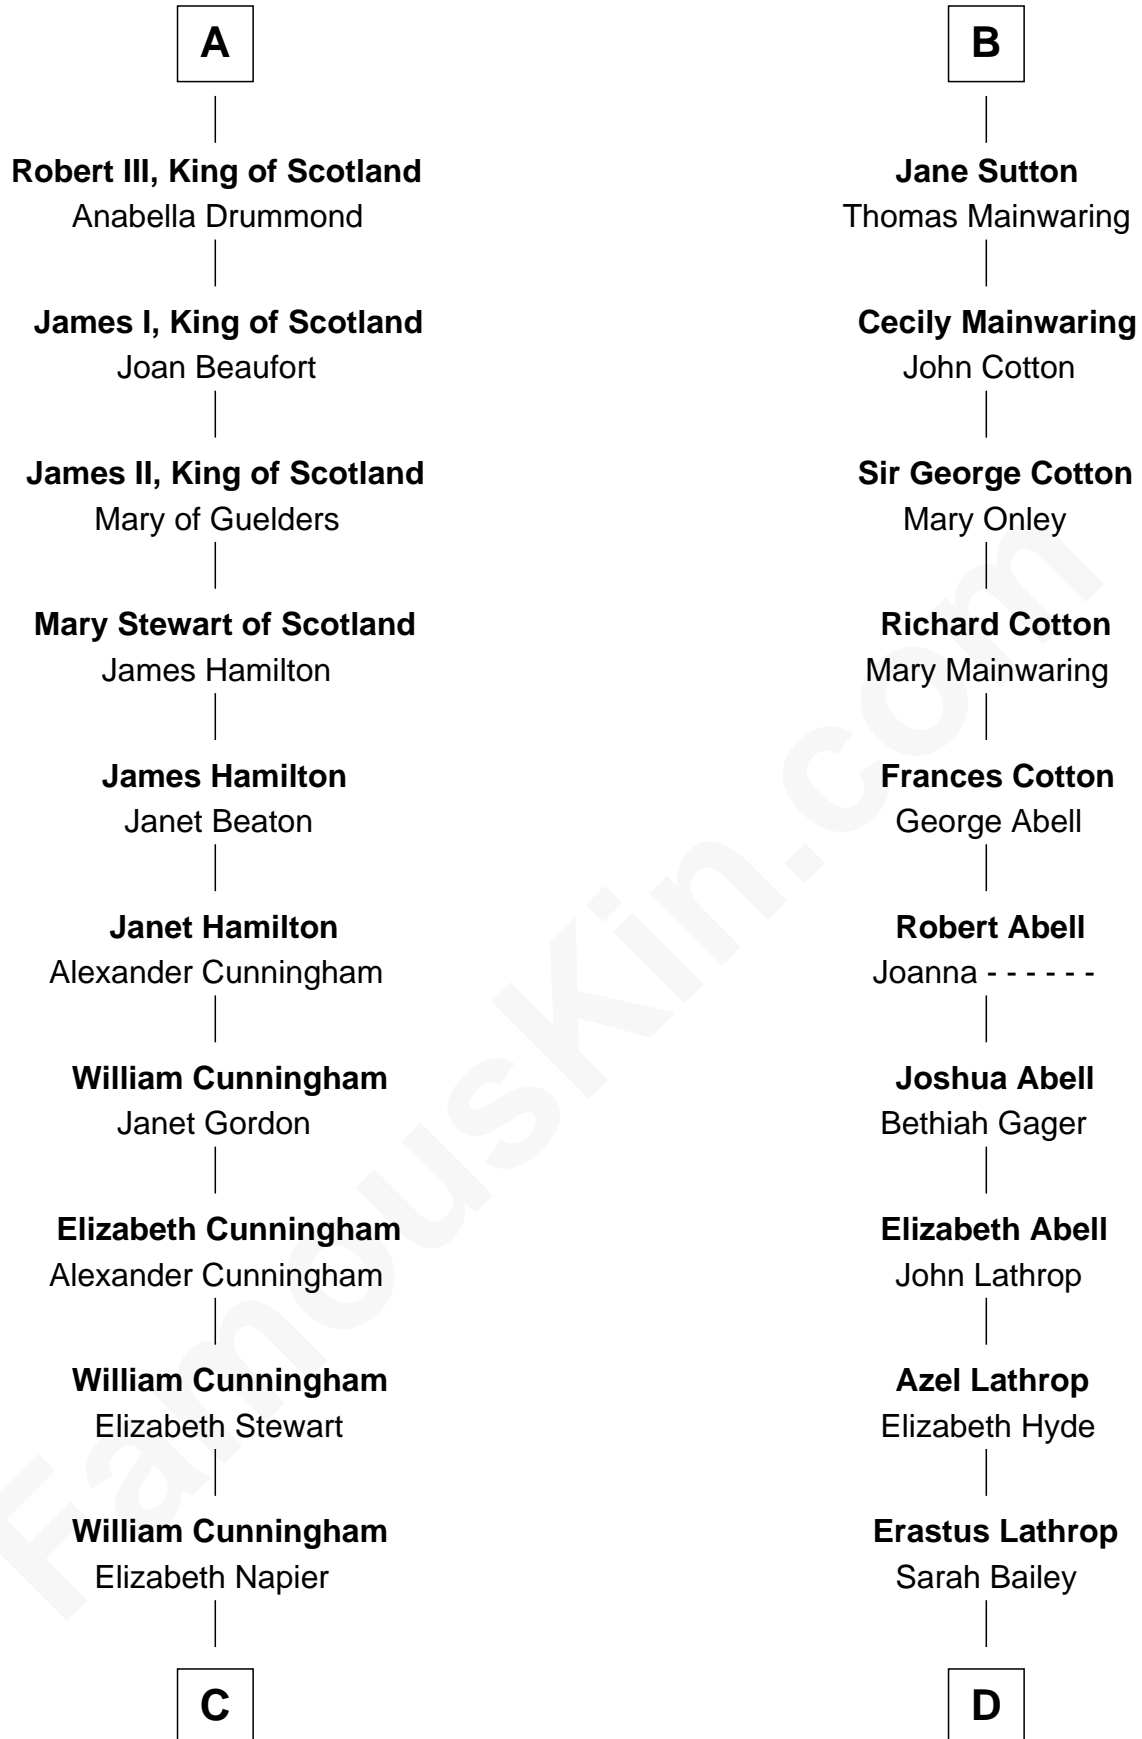 A
Robert III, King of Scotland
Anabella Drummond
James I, King of Scotland
Joan Beaufort
James II, King of Scotland
Mary of Guelders
Mary Stewart of Scotland
James Hamilton
James Hamilton
Janet Beaton
Janet Hamilton
Alexander Cunningham
William Cunningham
Janet Gordon
Elizabeth Cunningham
Alexander Cunningham
William Cunningham
Elizabeth Stewart
William Cunningham
Elizabeth Napier
C
B
Jane Sutton
Thomas Mainwaring
Cecily Mainwaring
John Cotton
Sir George Cotton
Mary Onley
Richard Cotton
Mary Mainwaring
Frances Cotton
George Abell
Robert Abell
Joanna - - - - - -
Joshua Abell
Bethiah Gager
Elizabeth Abell
John Lathrop
Azel Lathrop
Elizabeth Hyde
Erastus Lathrop
Sarah Bailey
D
FamousKin.com